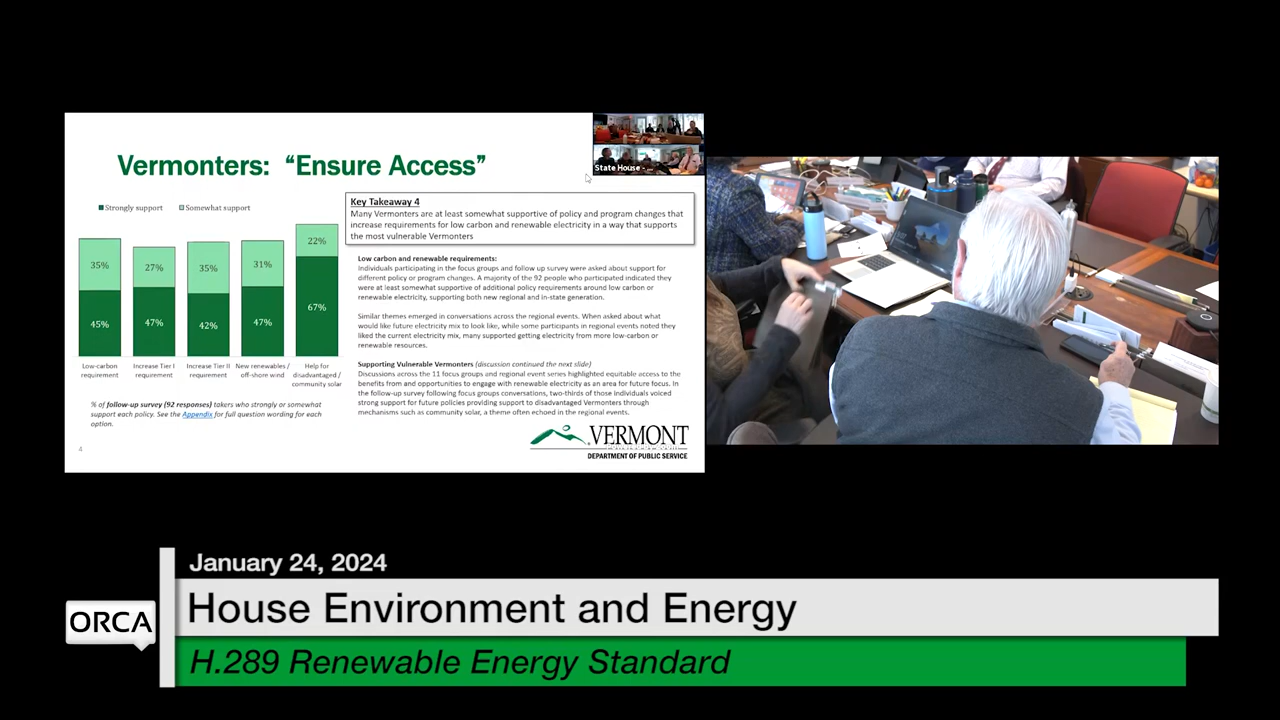 Vermonters: “Ensure Access”
State House - ...
Strongly support
Somewhat support
35%
27%
35%
31%
22%
45%
47%
42%
47%
67%
Low-carbon
requirement
Increase Tier I
requirement
Increase Tier II
requirement
New renewables /
off-shore wind
Help for
disadvantaged /
community solar
% of follow-up survey (92 responses) takers who strongly or somewhat
support each policy. See the Appendix for full question wording for each
option.
4
Key Takeaway 4
Many Vermonters are at least somewhat supportive of policy and program changes that
increase requirements for low carbon and renewable electricity in a way that supports
the most vulnerable Vermonters
Low carbon and renewable requirements:
Individuals participating in the focus groups and follow up survey were asked about support for
different policy or program changes. A majority of the 92 people who participated indicated they
were at least somewhat supportive of additional policy requirements around low carbon or
renewable electricity, supporting both new regional and in-state generation.
Similar themes emerged in conversations across the regional events. When asked about what
would like future electricity mix to look like, while some participants in regional events noted they
liked the current electricity mix, many supported getting electricity from more low-carbon or
renewable resources.
Supporting Vulnerable Vermonters (discussion continued the next slide)
Discussions across the 11 focus groups and regional event series highlighted equitable access to the
benefits from and opportunities to engage with renewable electricity as an area for future focus. In
the follow-up survey following focus groups conversations, two-thirds of those individuals voiced
strong support for future policies providing support to disadvantaged Vermonters through
mechanisms such as community solar, a theme often echoed in the regional events.
VERMONT
DEPARTMENT OF PUBLIC SERVICE
January 24, 2024
ORCA
House Environment and Energy
H.289 Renewable Energy Standard